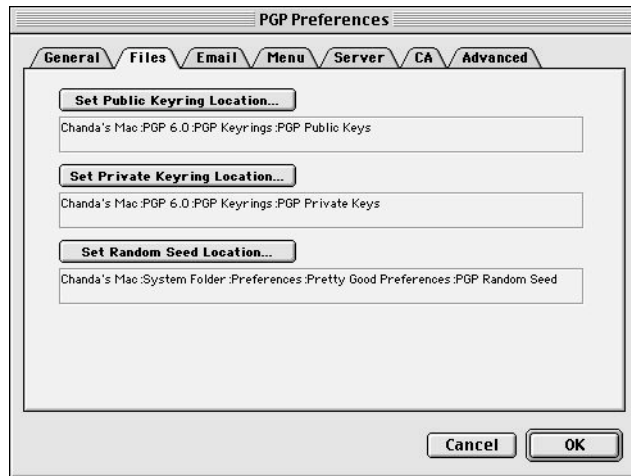 PGP Preferences
General Files Email Menu Server CA Advanced
Set Public Keyring Location...
Chanda's Mac:PGP 6.0:PGP Keyrings:PGP Public Keys
Set Private Keyring Location...
Chanda's Mac:PGP 6.0:PGP Keyrings:PGP Private Keys
Set Random Seed Location...
Chanda's Mac:System Folder:Preferences:Pretty Good Preferences:PGP Random Seed
Cancel OK